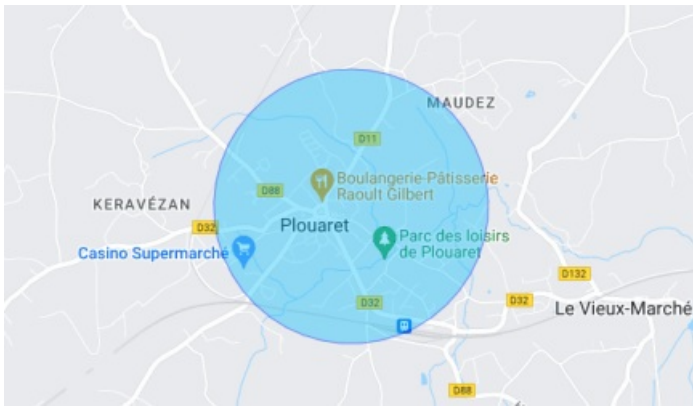 MAUDEZ
D11
Boulangerie-Pâtisserie
Raoult Gilbert
D88
KERAVÉZAN
D32
Plouaret
Parc des loisirs
de Plouaret
Casino Supermarché
D132
D32
D32
Le Vieux-Marché
D88